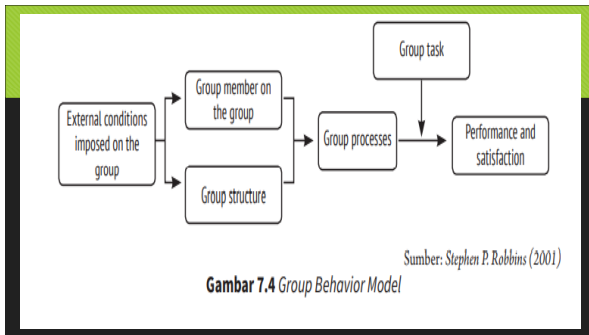 Group task
Group member on
the group
External conditions
imposed on the
group
Group processes
Performance and
satisfaction
Group structure
Sumber: Stephen P. Robbins (2001)
Gambar 7.4 Group Behavior Model